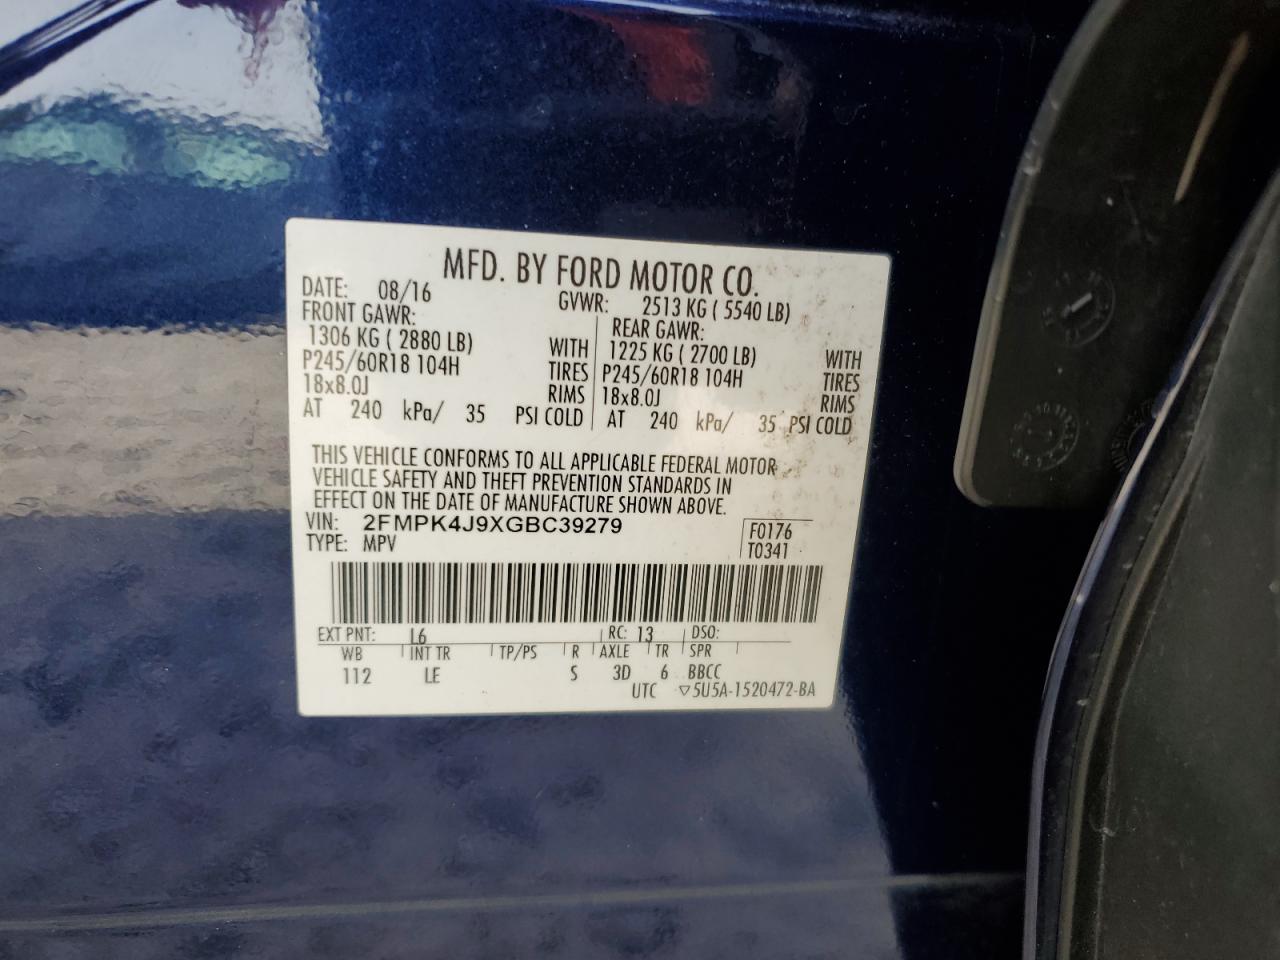 MFD. BY FORD MOTOR CO.
DATE: 08/16 GVWR: 2513 KG ( 5540 LB)
FRONT GAWR: REAR GAWR:
1306 KG ( 2880 LB) WITH 1225 KG ( 2700 LB) WITH
P245/60R18 104H TIRES P245/60R18 104H TIRES
18x8.0J RIMS 18x8.0J RIMS
AT 240 kPa/ 35 PSI COLD AT 240 kPa/ 35 PSI COLD
THIS VEHICLE CONFORMS TO ALL APPLICABLE FEDERAL MOTOR
VEHICLE SAFETY AND THEFT PREVENTION STANDARDS IN
EFFECT ON THE DATE OF MANUFACTURE SHOWN ABOVE.
VIN: 2FMPK4J9XGBC39279 F0176
TYPE: MPV T0341
EXT PNT: L6 RC: 13 DSO:
WB INT TR TP/PS R AXLE TR SPR
112 LE S 3D 6 BBCC
UTC ▽5U5A-1520472-BA